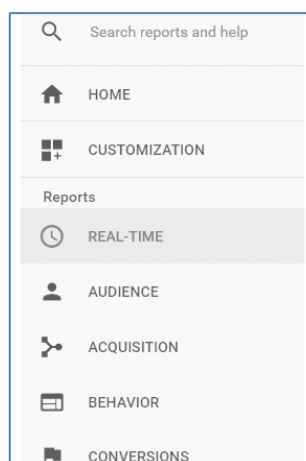 Search reports and help
HOME
CUSTOMIZATION
Reports
REAL-TIME
AUDIENCE
ACQUISITION
BEHAVIOR
CONVERSIONS